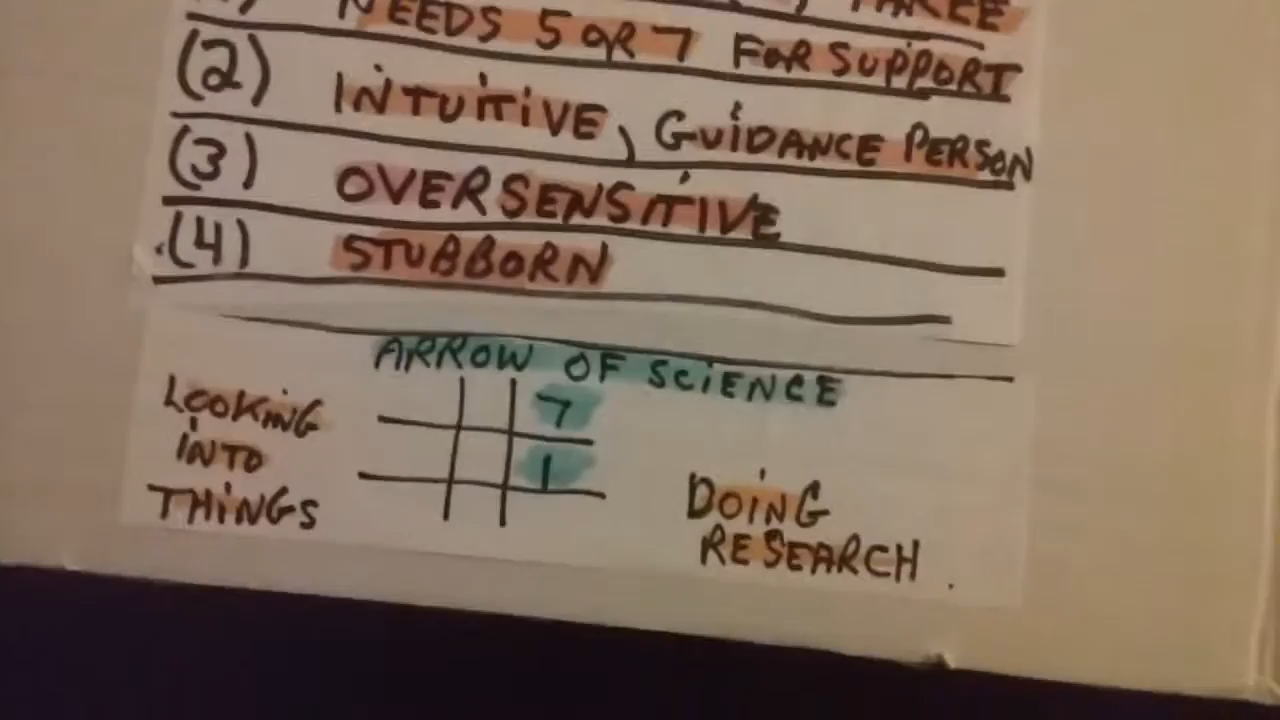 THREE
NEEDS 5 OR 7 FOR SUPPORT
(2) INTUITIVE, GUIDANCE PERSON
(3) OVERSENSITIVE
(4) STUBBORN
ARROW OF SCIENCE
LOOKING
INTO
THINGS
7
1
DOING
RESEARCH.